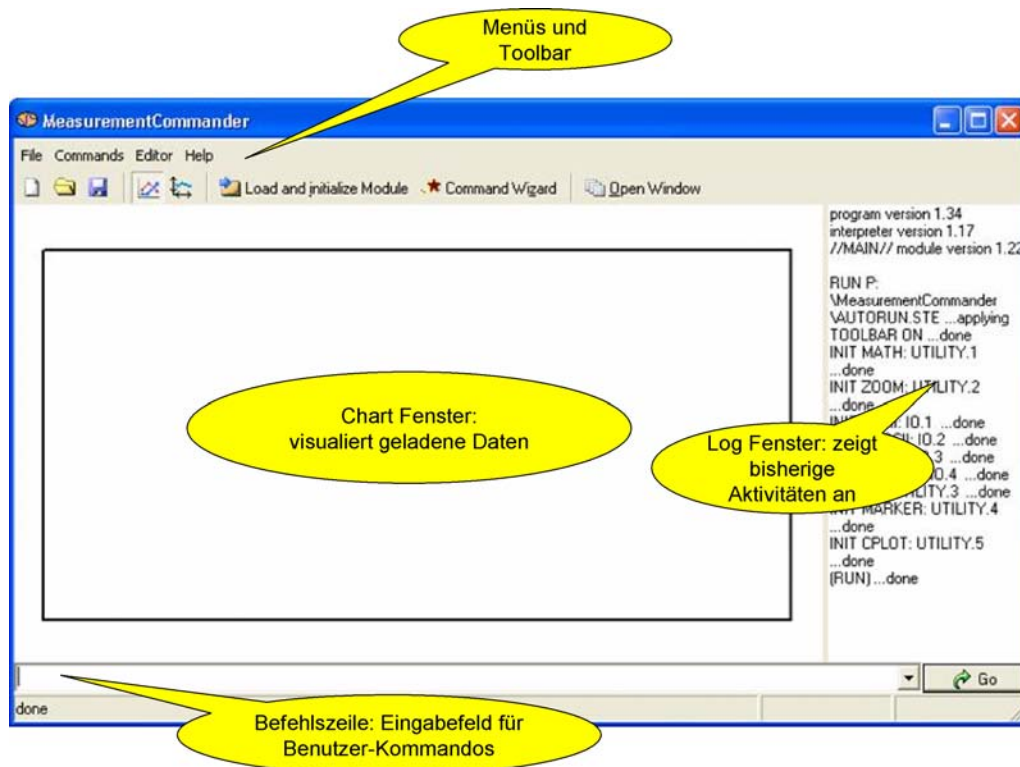 Menüs und
Toolbar
MeasurementCommander
File Commands Editor Help
Load and initialize Module Command Wizard Open Window
program version 1.34
interpreter version 1.17
//MAIN// module version 1.22
RUN P:
\MeasurementCommander
\AUTORUN.STE ...applying
TOOLBAR ON ...done
INIT MATH: UTILITY.1
...done
INIT ZOOM: UTILITY.2
...done
IO.1 ...done
IO.2 ...done
.3 ...done
.4 ...done
...done
INIT MARKER: UTILITY.4
...done
INIT CPLOT: UTILITY.5
...done
(RUN) ...done
Chart Fenster:
visualiert geladene Daten
Log Fenster: zeigt
bisherige
Aktivitäten an
Go
done
Befehlszeile: Eingabefeld für
Benutzer-Kommandos